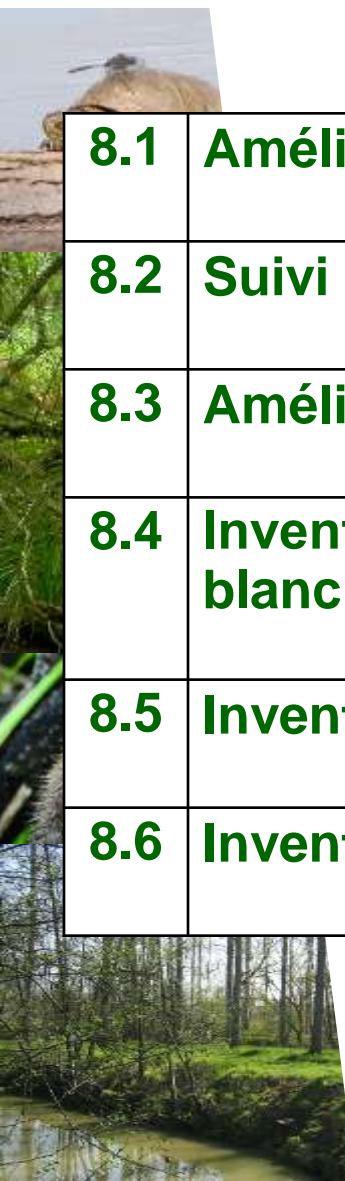 8.1 Améli
8.2 Suivi
8.3 Améli
8.4 Invent
blanc
8.5 Invent
8.6 Invent